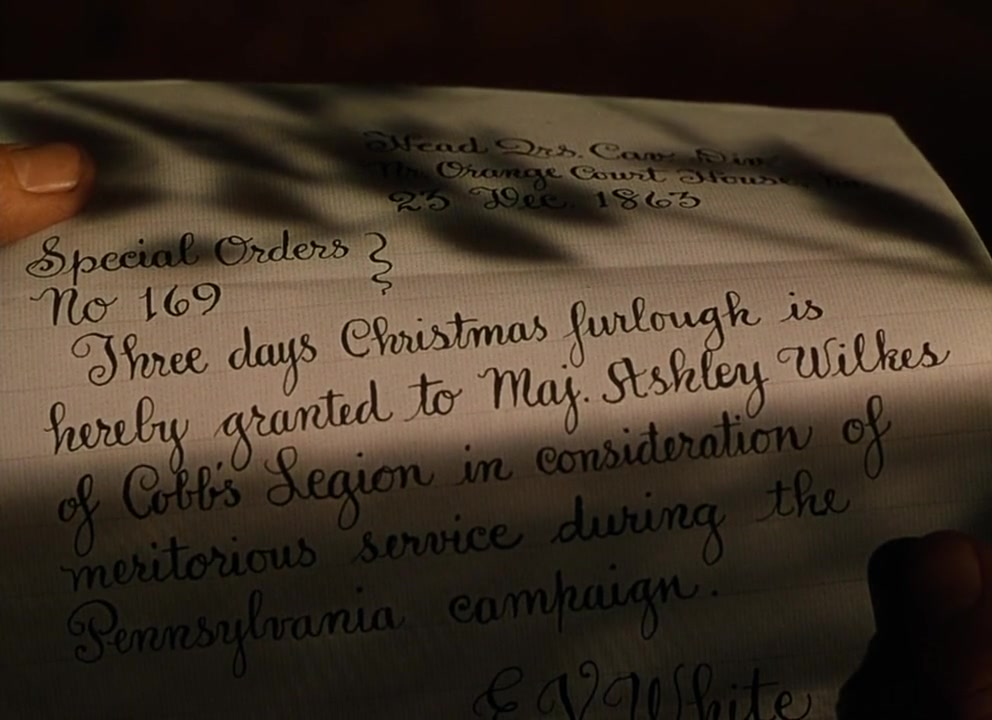 Head Qrs. Cav Div
Nr. Orange Court House
23 Dec. 1863
Special Orders
No 169
Three days Christmas furlough is
hereby granted to Maj. Ashley Wilkes
of Cobb's Legion in consideration of
meritorious service during the
Pennsylvania campaign.
E V White